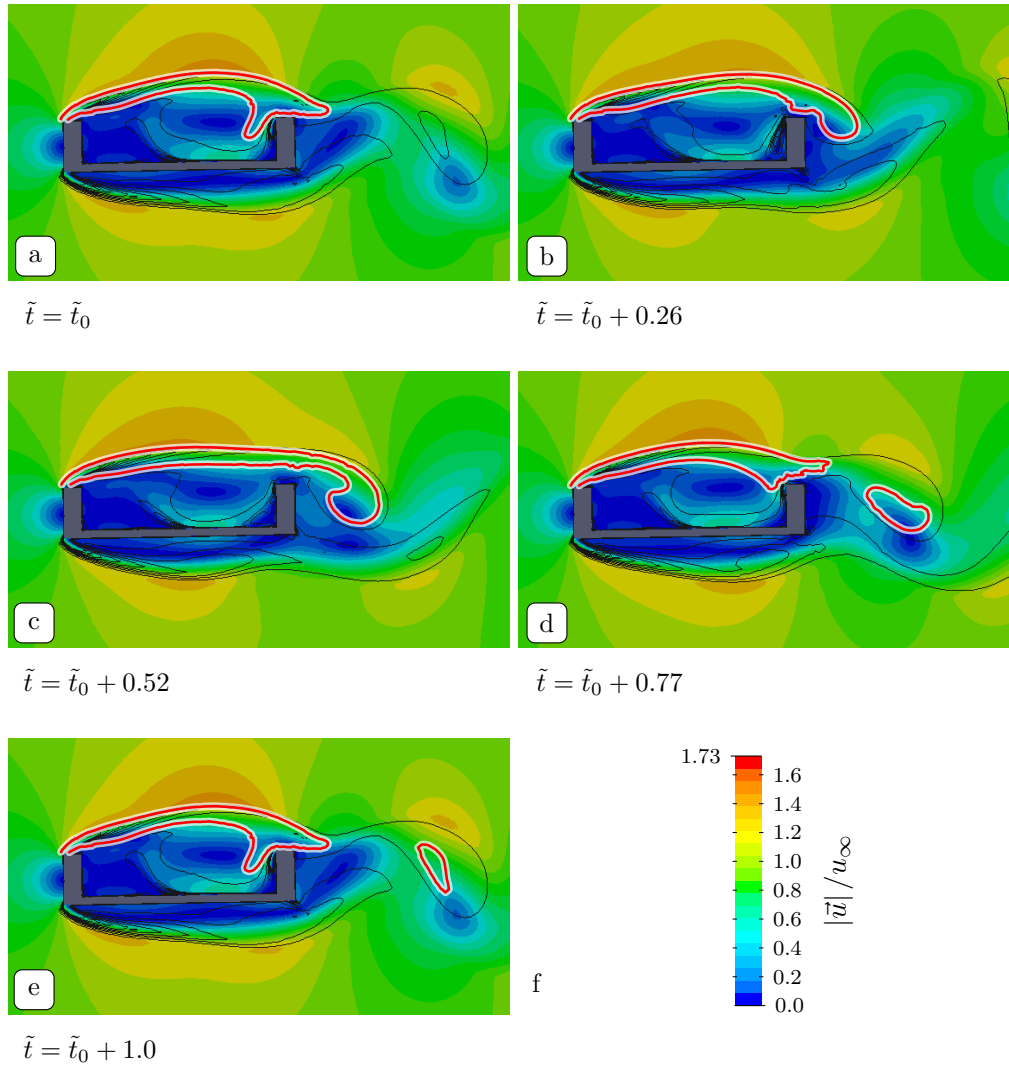 a
b
t̃ = t̃₀
t̃ = t̃₀ + 0.26
c
d
t̃ = t̃₀ + 0.52
t̃ = t̃₀ + 0.77
e
f
1.73
1.6
1.4
1.2
1.0
0.8
0.6
0.4
0.2
0.0
|u⃗| / u∞
t̃ = t̃₀ + 1.0